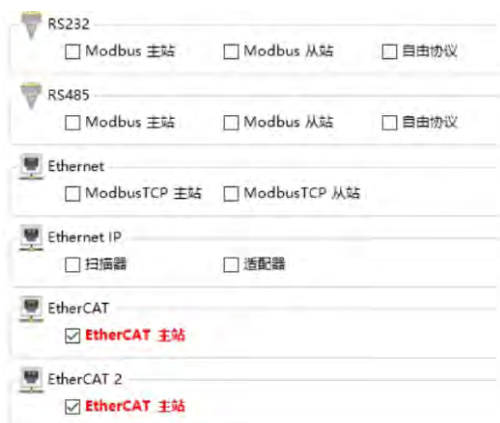 RS232
Modbus 主站 Modbus 从站 自由协议
RS485
Modbus 主站 Modbus 从站 自由协议
Ethernet
ModbusTCP 主站 ModbusTCP 从站
Ethernet IP
扫描器 适配器
EtherCAT
EtherCAT 主站
EtherCAT 2
EtherCAT 主站